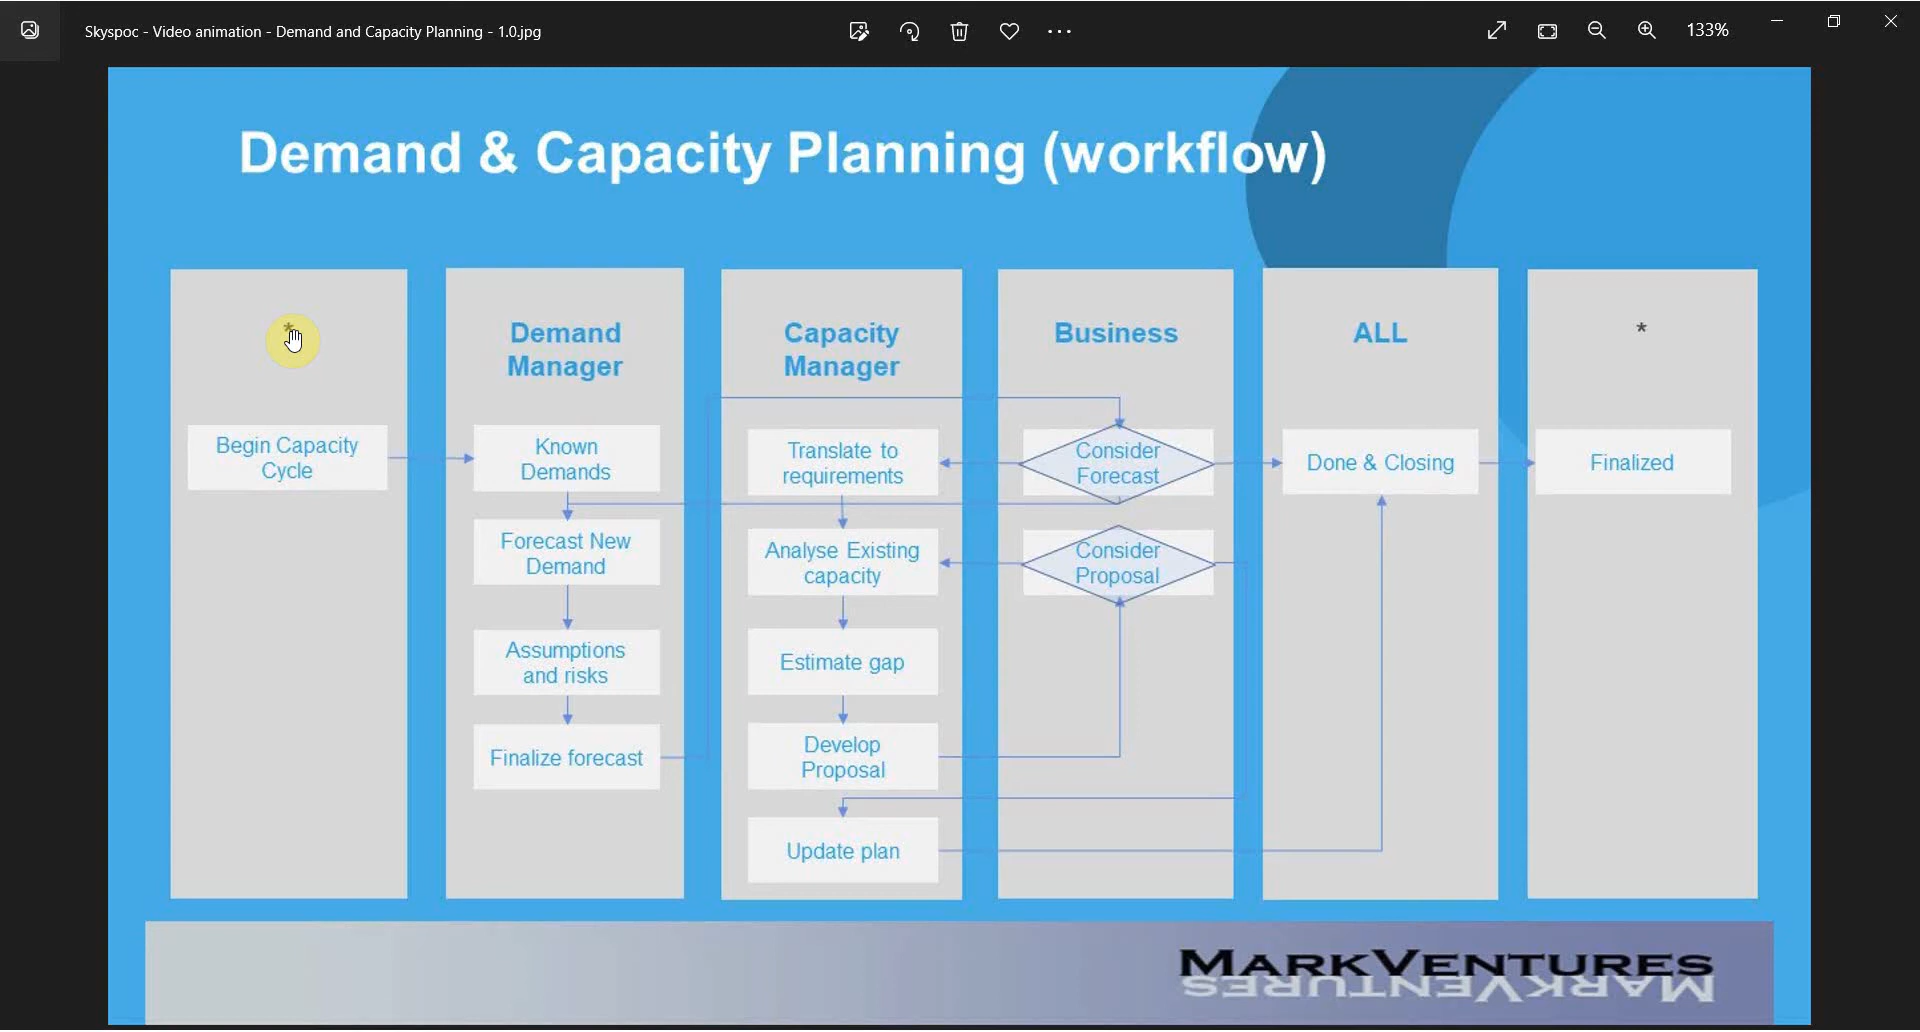 Skyspoc - Video animation - Demand and Capacity Planning - 1.0.jpg
133%
Demand & Capacity Planning (workflow)
*
Begin Capacity
Cycle
Demand
Manager
Known
Demands
Forecast New
Demand
Assumptions
and risks
Finalize forecast
Capacity
Manager
Translate to
requirements
Analyse Existing
capacity
Estimate gap
Develop
Proposal
Update plan
Business
Consider
Forecast
Consider
Proposal
ALL
Done & Closing
*
Finalized
MARKVENTURES